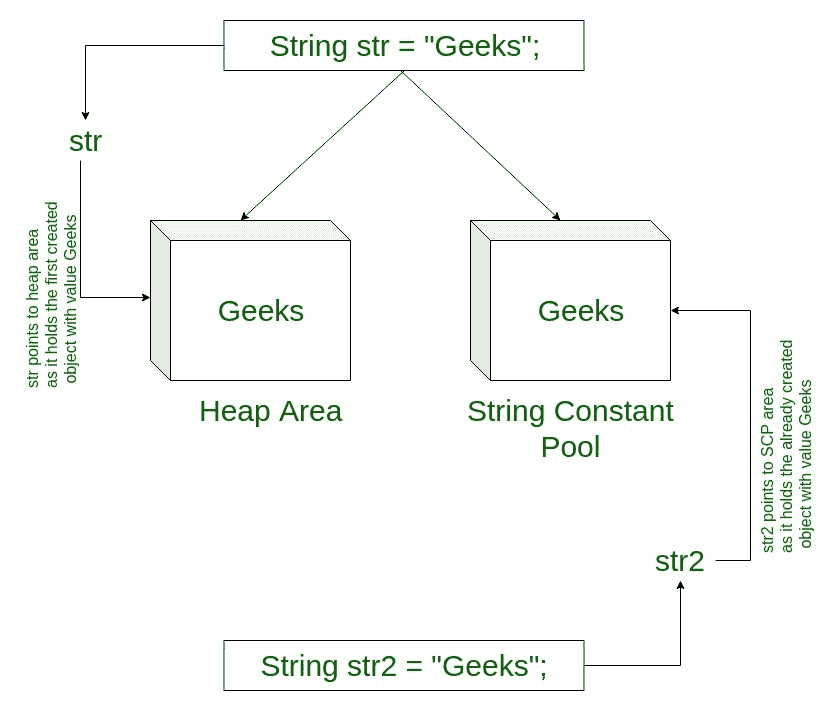 String str = "Geeks";
str
str points to heap area
as it holds the first created
object with value Geeks
Geeks
Geeks
Heap Area
String Constant
Pool
str2 points to SCP area
as it holds the already created
object with value Geeks
str2
String str2 = "Geeks";